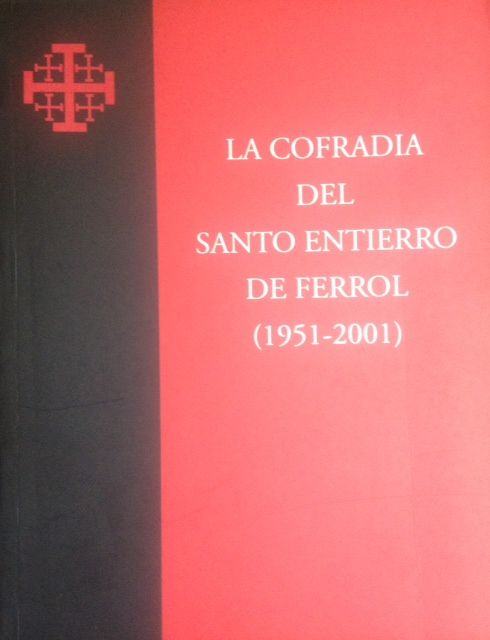 LA COFRADIA
DEL
SANTO ENTIERRO
DE FERROL
(1951-2001)